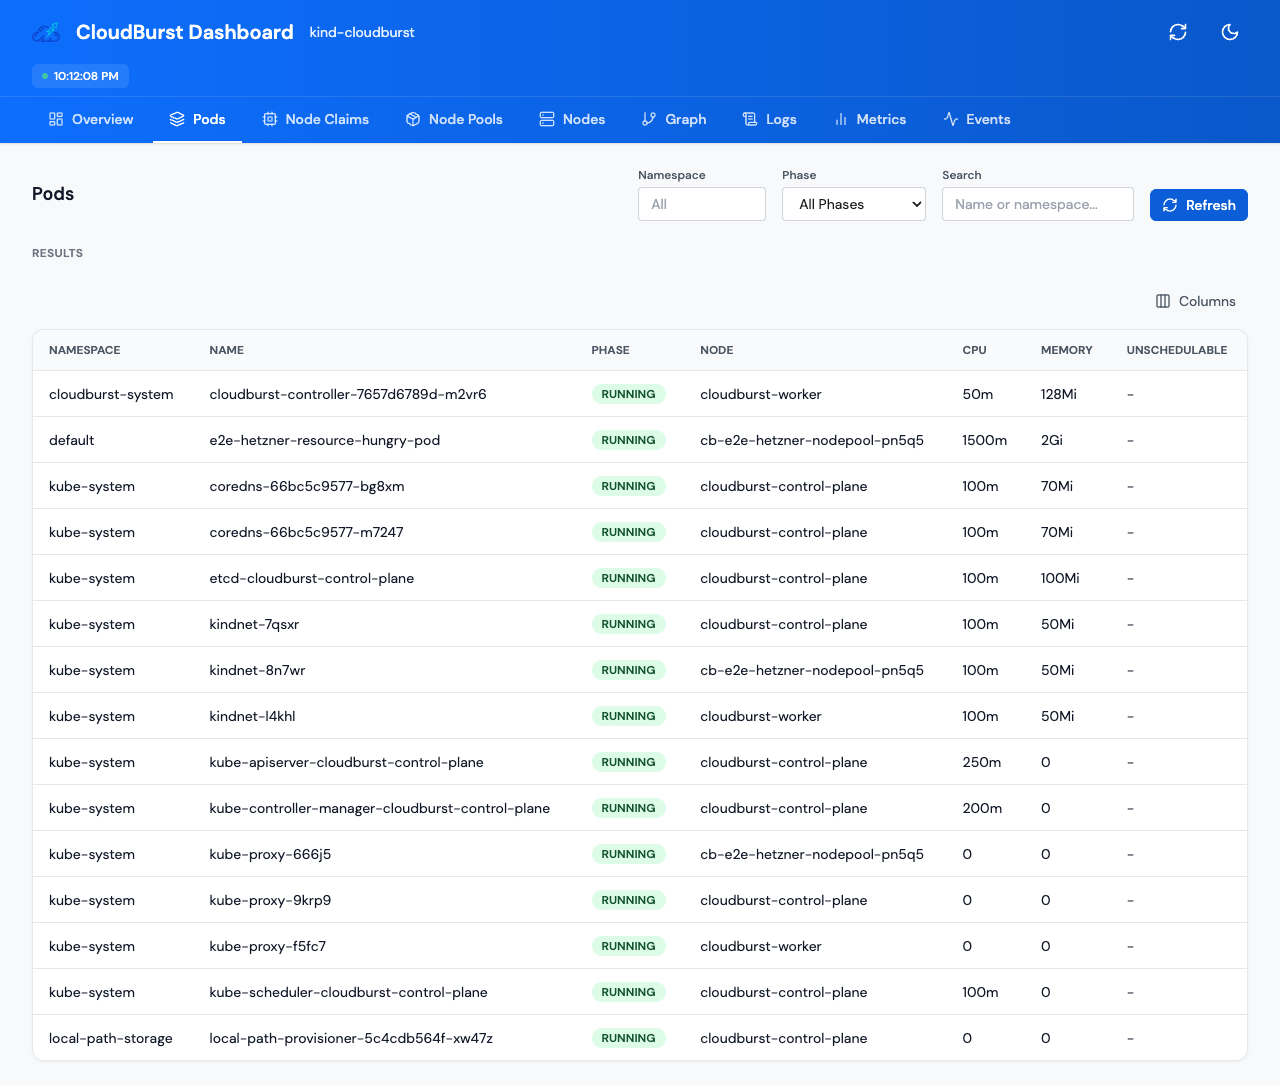 CloudBurst Dashboard kind-cloudburst
10:12:08 PM
Overview Pods Node Claims Node Pools Nodes Graph Logs Metrics Events
Pods
Namespace Phase Search
All All Phases Name or namespace... Refresh
RESULTS
Columns
NAMESPACE NAME PHASE NODE CPU MEMORY UNSCHEDULABLE
cloudburst-system cloudburst-controller-7657d6789d-m2vr6 RUNNING cloudburst-worker 50m 128Mi -
default e2e-hetzner-resource-hungry-pod RUNNING cb-e2e-hetzner-nodepool-pn5q5 1500m 2Gi -
kube-system coredns-66bc5c9577-bg8xm RUNNING cloudburst-control-plane 100m 70Mi -
kube-system coredns-66bc5c9577-m7247 RUNNING cloudburst-control-plane 100m 70Mi -
kube-system etcd-cloudburst-control-plane RUNNING cloudburst-control-plane 100m 100Mi -
kube-system kindnet-7qsxr RUNNING cloudburst-control-plane 100m 50Mi -
kube-system kindnet-8n7wr RUNNING cb-e2e-hetzner-nodepool-pn5q5 100m 50Mi -
kube-system kindnet-l4khl RUNNING cloudburst-worker 100m 50Mi -
kube-system kube-apiserver-cloudburst-control-plane RUNNING cloudburst-control-plane 250m 0 -
kube-system kube-controller-manager-cloudburst-control-plane RUNNING cloudburst-control-plane 200m 0 -
kube-system kube-proxy-666j5 RUNNING cb-e2e-hetzner-nodepool-pn5q5 0 0 -
kube-system kube-proxy-9krp9 RUNNING cloudburst-control-plane 0 0 -
kube-system kube-proxy-f5fc7 RUNNING cloudburst-worker 0 0 -
kube-system kube-scheduler-cloudburst-control-plane RUNNING cloudburst-control-plane 100m 0 -
local-path-storage local-path-provisioner-5c4cdb564f-xw47z RUNNING cloudburst-control-plane 0 0 -